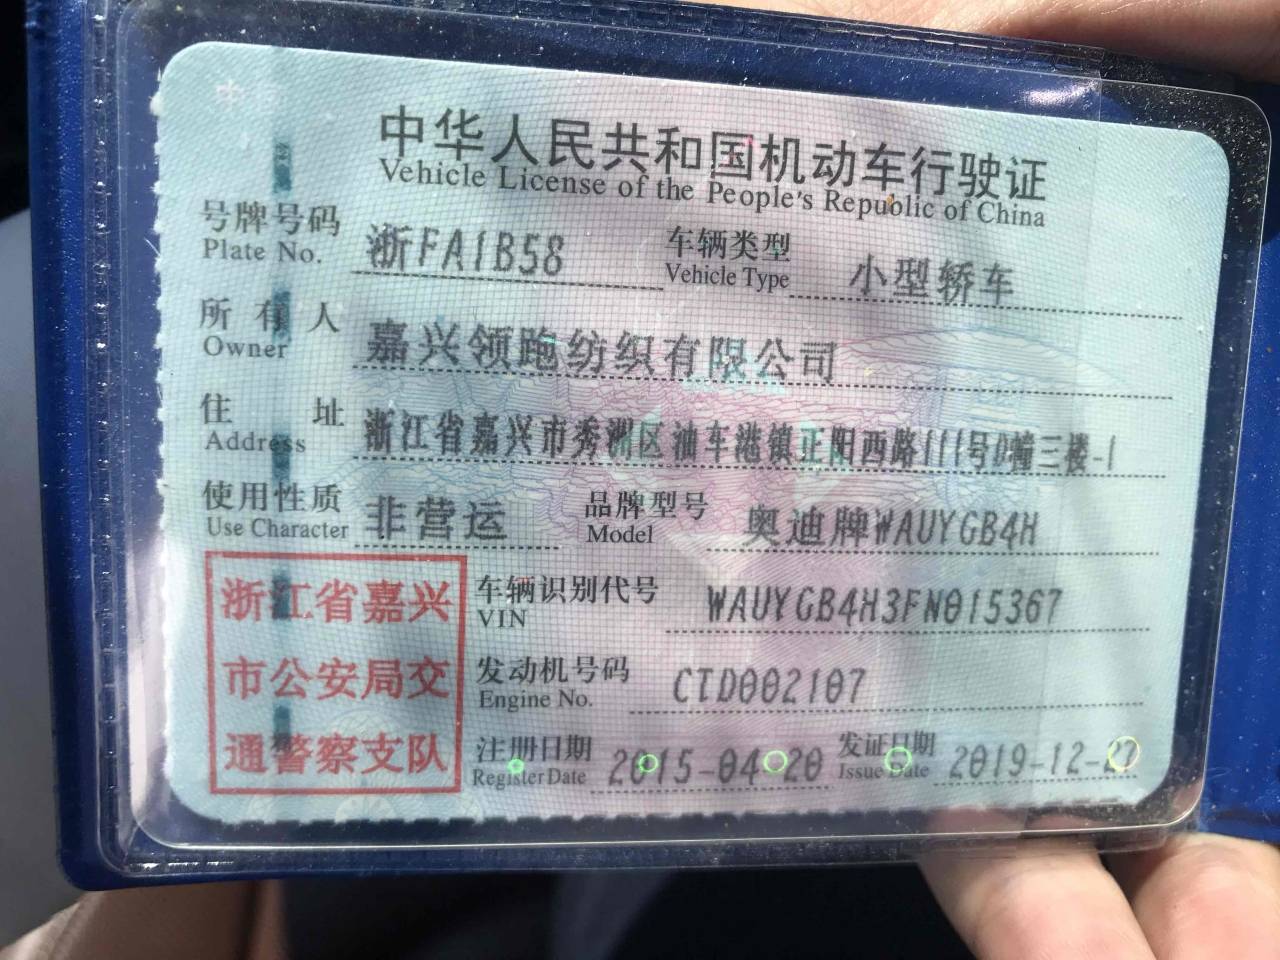 中华人民共和国机动车行驶证
Vehicle License of the People's Republic of China
号牌号码 浙FA1B58 车辆类型 小型轿车
Plate No. Vehicle Type
所有人 嘉兴领跑纺织有限公司
Owner
住址 浙江省嘉兴市秀洲区油车港镇正阳西路111号D幢三楼-1
Address
使用性质 非营运 品牌型号 奥迪牌WAUYGB4H
Use Character Model
浙江省嘉兴 车辆识别代号 WAUYGB4H3FN015367
VIN
市公安局交 发动机号码 CTD002107
Engine No.
通警察支队 注册日期 2015-04-20 发证日期 2019-12-27
Register Date Issue Date